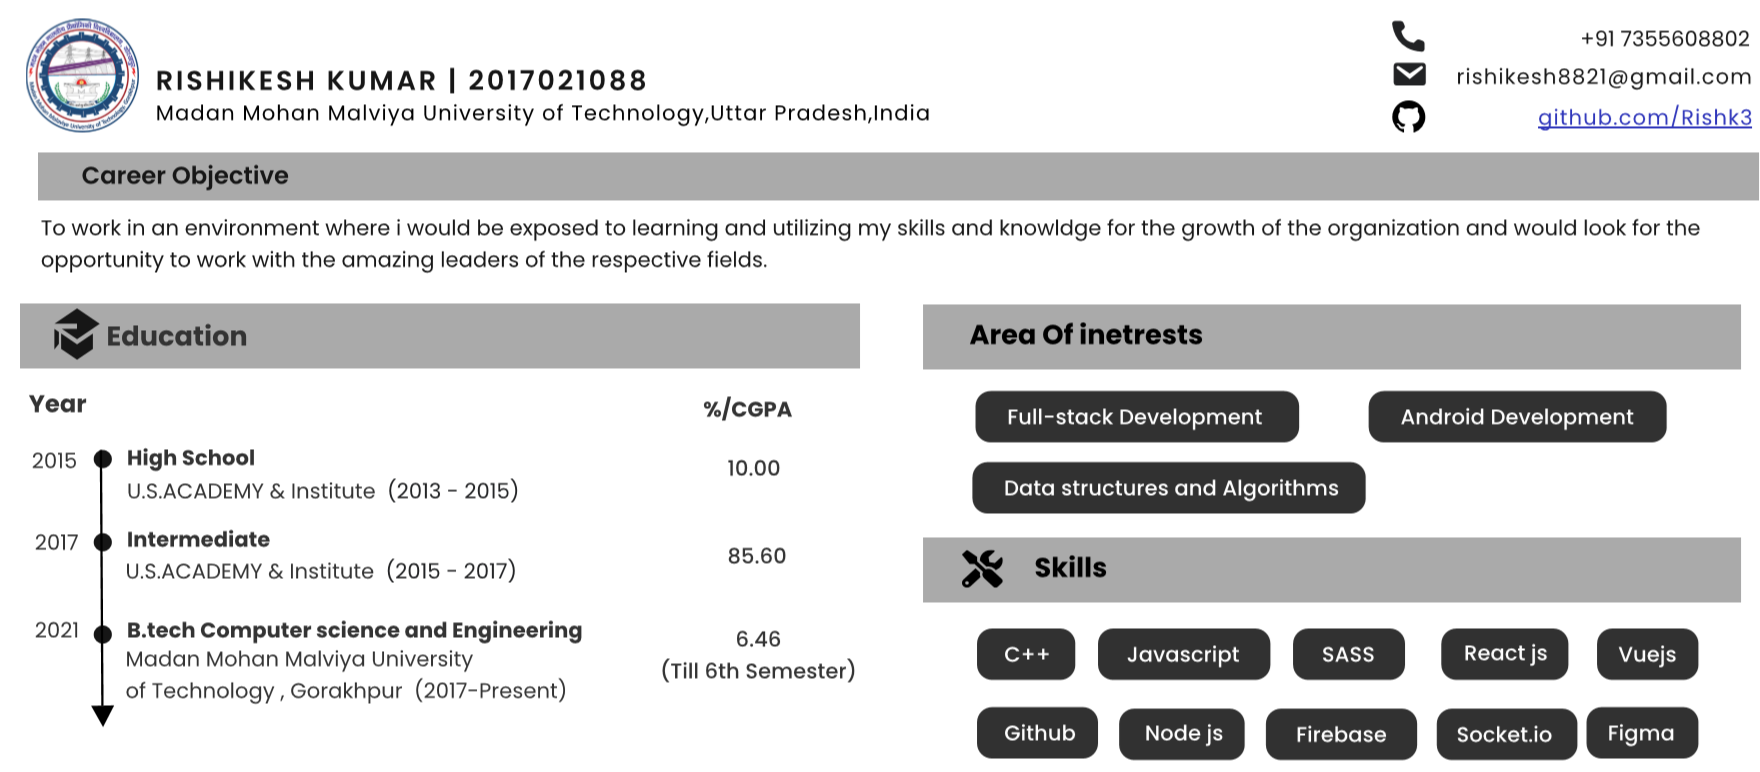 RISHIKESH KUMAR | 2017021088
Madan Mohan Malviya University of Technology,Uttar Pradesh,India
+91 7355608802
rishikesh8821@gmail.com
github.com/Rishk3
Career Objective
To work in an environment where i would be exposed to learning and utilizing my skills and knowldge for the growth of the organization and would look for the
opportunity to work with the amazing leaders of the respective fields.
Education
Year %/CGPA
2015 High School 10.00
U.S.ACADEMY & Institute (2013 - 2015)
2017 Intermediate 85.60
U.S.ACADEMY & Institute (2015 - 2017)
2021 B.tech Computer science and Engineering 6.46
Madan Mohan Malviya University (Till 6th Semester)
of Technology , Gorakhpur (2017-Present)
Area Of inetrests
Full-stack Development Android Development
Data structures and Algorithms
Skills
C++ Javascript SASS React js Vuejs
Github Node js Firebase Socket.io Figma